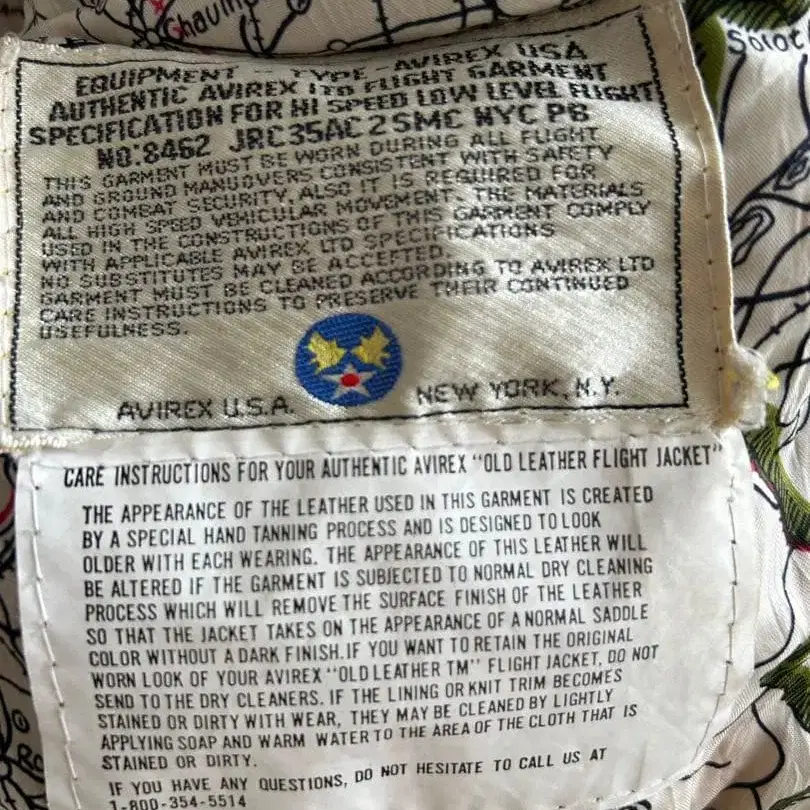 Chauin
Solot
EQUIPMENT -- TYPE - AVIREX USA
AUTHENTIC AVIREX LTD FLIGHT GARMENT
SPECIFICATION FOR HI SPEED LOW LEVEL FLIGHT
NO:8462 JRC35AC2SMC NYC PB
THIS GARMENT MUST BE WORN DURING ALL FLIGHT
AND GROUND MANUOVERS CONSISTENT WITH SAFETY
AND COMBAT SECURITY, ALSO IT IS REQUIRED FOR
ALL HIGH SPEED VEHICULAR MOVEMENT. THE MATERIALS
USED IN THE CONSTRUCTIONS OF THIS GARMENT COMPLY
WITH APPLICABLE AVIREX LTD SPECIFICATIONS
NO SUBSTITUTES MAY BE ACCEPTED.
GARMENT MUST BE CLEANED ACCORDING TO AVIREX LTD
CARE INSTRUCTIONS TO PRESERVE THEIR CONTINUED
USEFULNESS.
AVIREX U.S.A. NEW YORK, N.Y.
CARE INSTRUCTIONS FOR YOUR AUTHENTIC AVIREX "OLD LEATHER FLIGHT JACKET"
THE APPEARANCE OF THE LEATHER USED IN THIS GARMENT IS CREATED
BY A SPECIAL HAND TANNING PROCESS AND IS DESIGNED TO LOOK
OLDER WITH EACH WEARING. THE APPEARANCE OF THIS LEATHER WILL
BE ALTERED IF THE GARMENT IS SUBJECTED TO NORMAL DRY CLEANING
PROCESS WHICH WILL REMOVE THE SURFACE FINISH OF THE LEATHER
SO THAT THE JACKET TAKES ON THE APPEARANCE OF A NORMAL SADDLE
COLOR WITHOUT A DARK FINISH. IF YOU WANT TO RETAIN THE ORIGINAL
WORN LOOK OF YOUR AVIREX "OLD LEATHER TM" FLIGHT JACKET, DO NOT
SEND TO THE DRY CLEANERS. IF THE LINING OR KNIT TRIM BECOMES
STAINED OR DIRTY WITH WEAR, THEY MAY BE CLEANED BY LIGHTLY
APPLYING SOAP AND WARM WATER TO THE AREA OF THE CLOTH THAT IS
STAINED OR DIRTY.
IF YOU HAVE ANY QUESTIONS, DO NOT HESITATE TO CALL US AT
1-800-354-5514